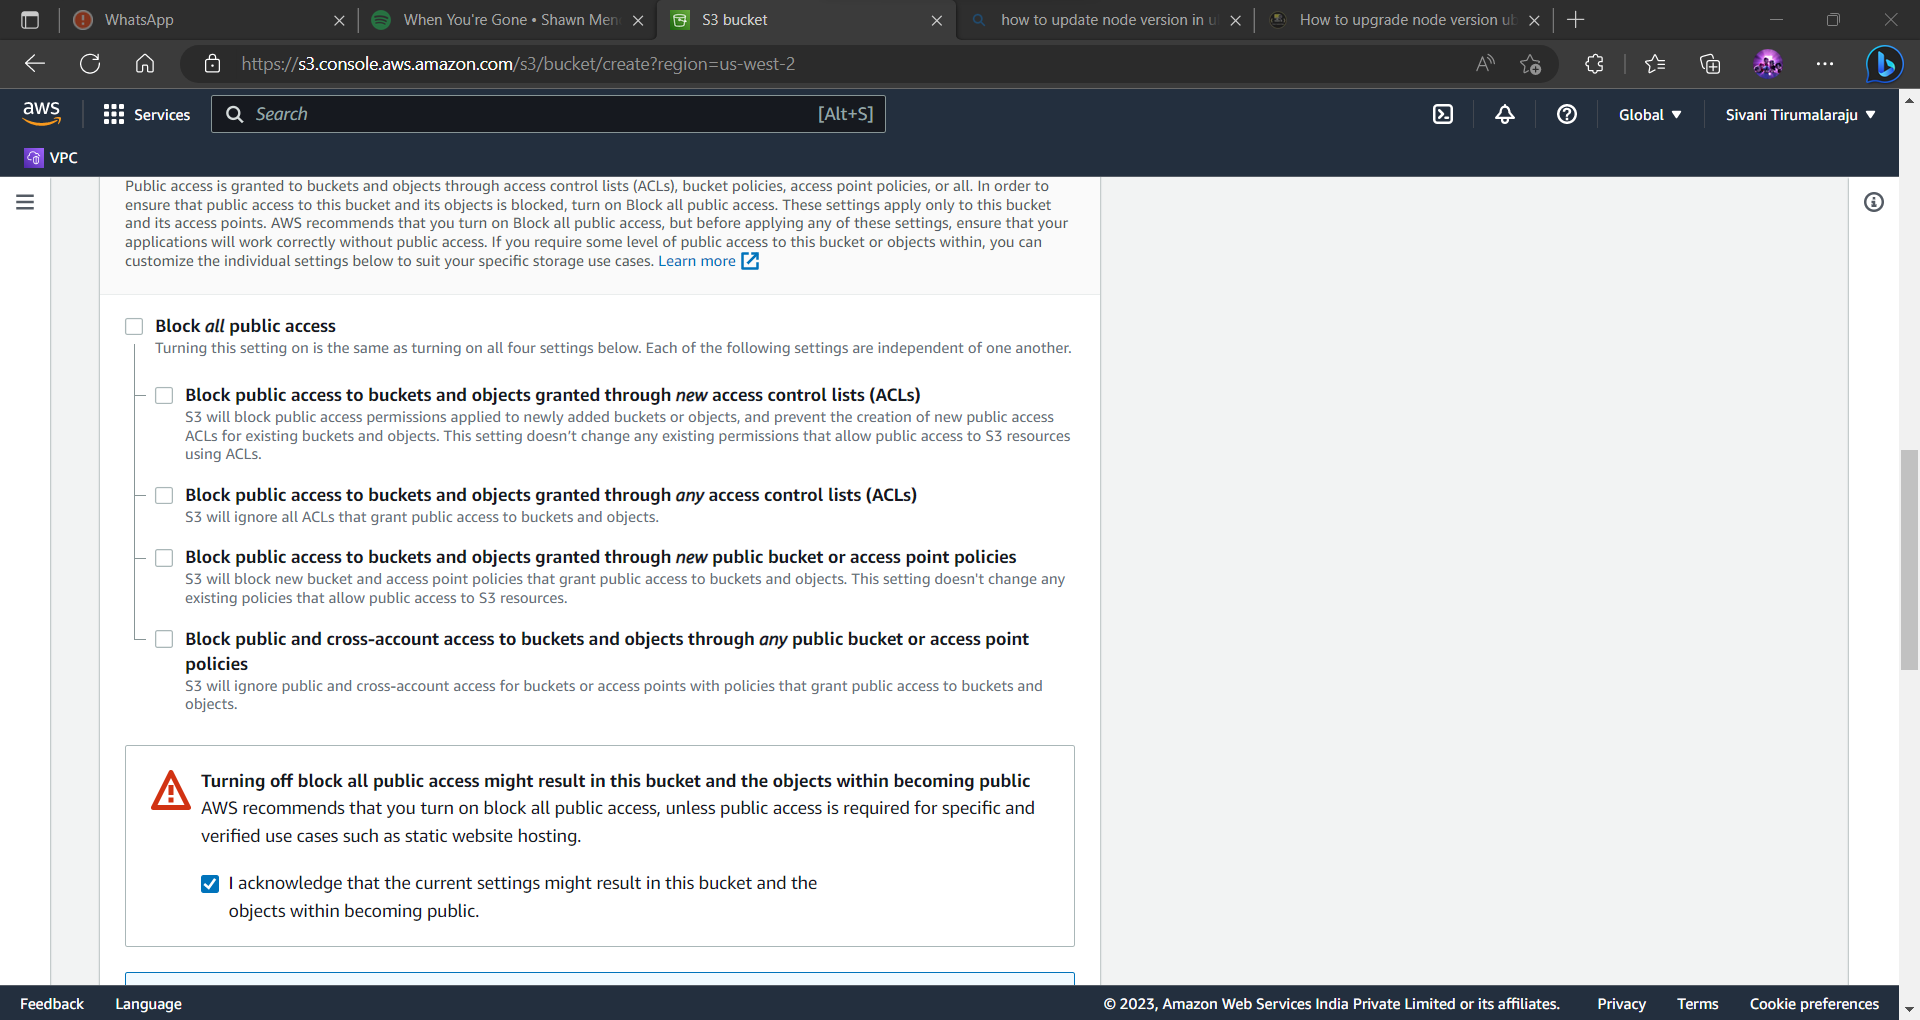 WhatsApp
When You're Gone • Shawn Men
S3 bucket
how to update node version in u
How to upgrade node version ub
https://s3.console.aws.amazon.com/s3/bucket/create?region=us-west-2
aws
Services
Search
[Alt+S]
Global
Sivani Tirumalaraju
VPC
Public access is granted to buckets and objects through access control lists (ACLs), bucket policies, access point policies, or all. In order to
ensure that public access to this bucket and its objects is blocked, turn on Block all public access. These settings apply only to this bucket
and its access points. AWS recommends that you turn on Block all public access, but before applying any of these settings, ensure that your
applications will work correctly without public access. If you require some level of public access to this bucket or objects within, you can
customize the individual settings below to suit your specific storage use cases. Learn more
Block all public access
Turning this setting on is the same as turning on all four settings below. Each of the following settings are independent of one another.
Block public access to buckets and objects granted through new access control lists (ACLs)
S3 will block public access permissions applied to newly added buckets or objects, and prevent the creation of new public access
ACLs for existing buckets and objects. This setting doesn't change any existing permissions that allow public access to S3 resources
using ACLs.
Block public access to buckets and objects granted through any access control lists (ACLs)
S3 will ignore all ACLs that grant public access to buckets and objects.
Block public access to buckets and objects granted through new public bucket or access point policies
S3 will block new bucket and access point policies that grant public access to buckets and objects. This setting doesn't change any
existing policies that allow public access to S3 resources.
Block public and cross-account access to buckets and objects through any public bucket or access point
policies
S3 will ignore public and cross-account access for buckets or access points with policies that grant public access to buckets and
objects.
Turning off block all public access might result in this bucket and the objects within becoming public
AWS recommends that you turn on block all public access, unless public access is required for specific and
verified use cases such as static website hosting.
I acknowledge that the current settings might result in this bucket and the
objects within becoming public.
Feedback
Language
© 2023, Amazon Web Services India Private Limited or its affiliates.
Privacy
Terms
Cookie preferences